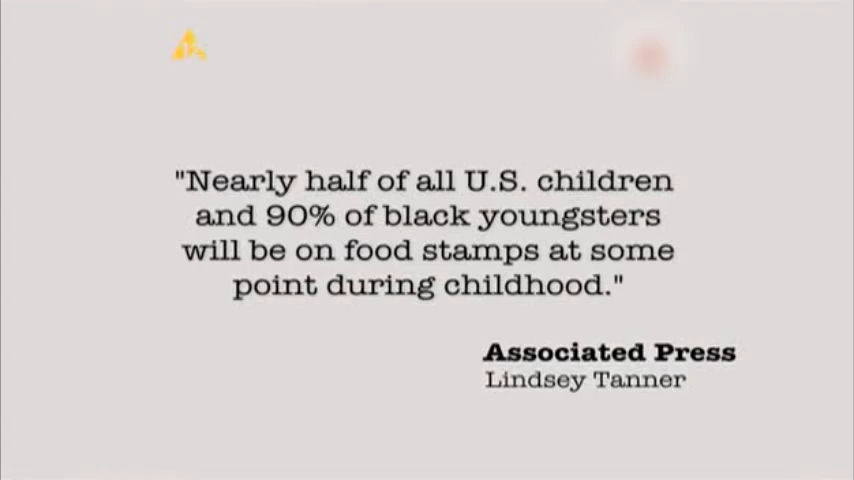 "Nearly half of all U.S. children
and 90% of black youngsters
will be on food stamps at some
point during childhood."
Associated Press
Lindsey Tanner